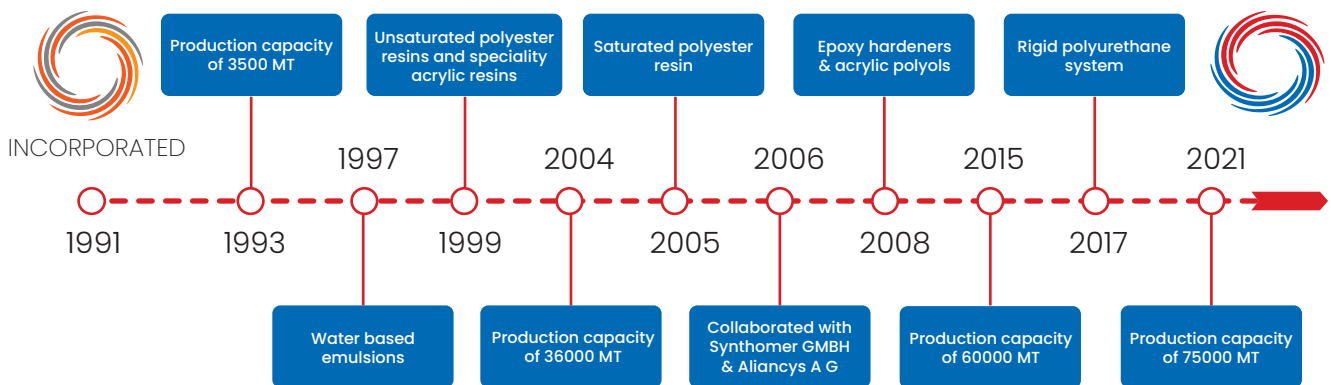 Production capacity
of 3500 MT
Unsaturated polyester
resins and speciality
acrylic resins
Saturated polyester
resin
Epoxy hardeners
& acrylic polyols
Rigid polyurethane
system
INCORPORATED
1997
2004
2006
2015
2021
1991
1993
1999
2005
2008
2017
Water based
emulsions
Production capacity
of 36000 MT
Collaborated with
Synthomer GMBH
& Aliancys A G
Production capacity
of 60000 MT
Production capacity
of 75000 MT